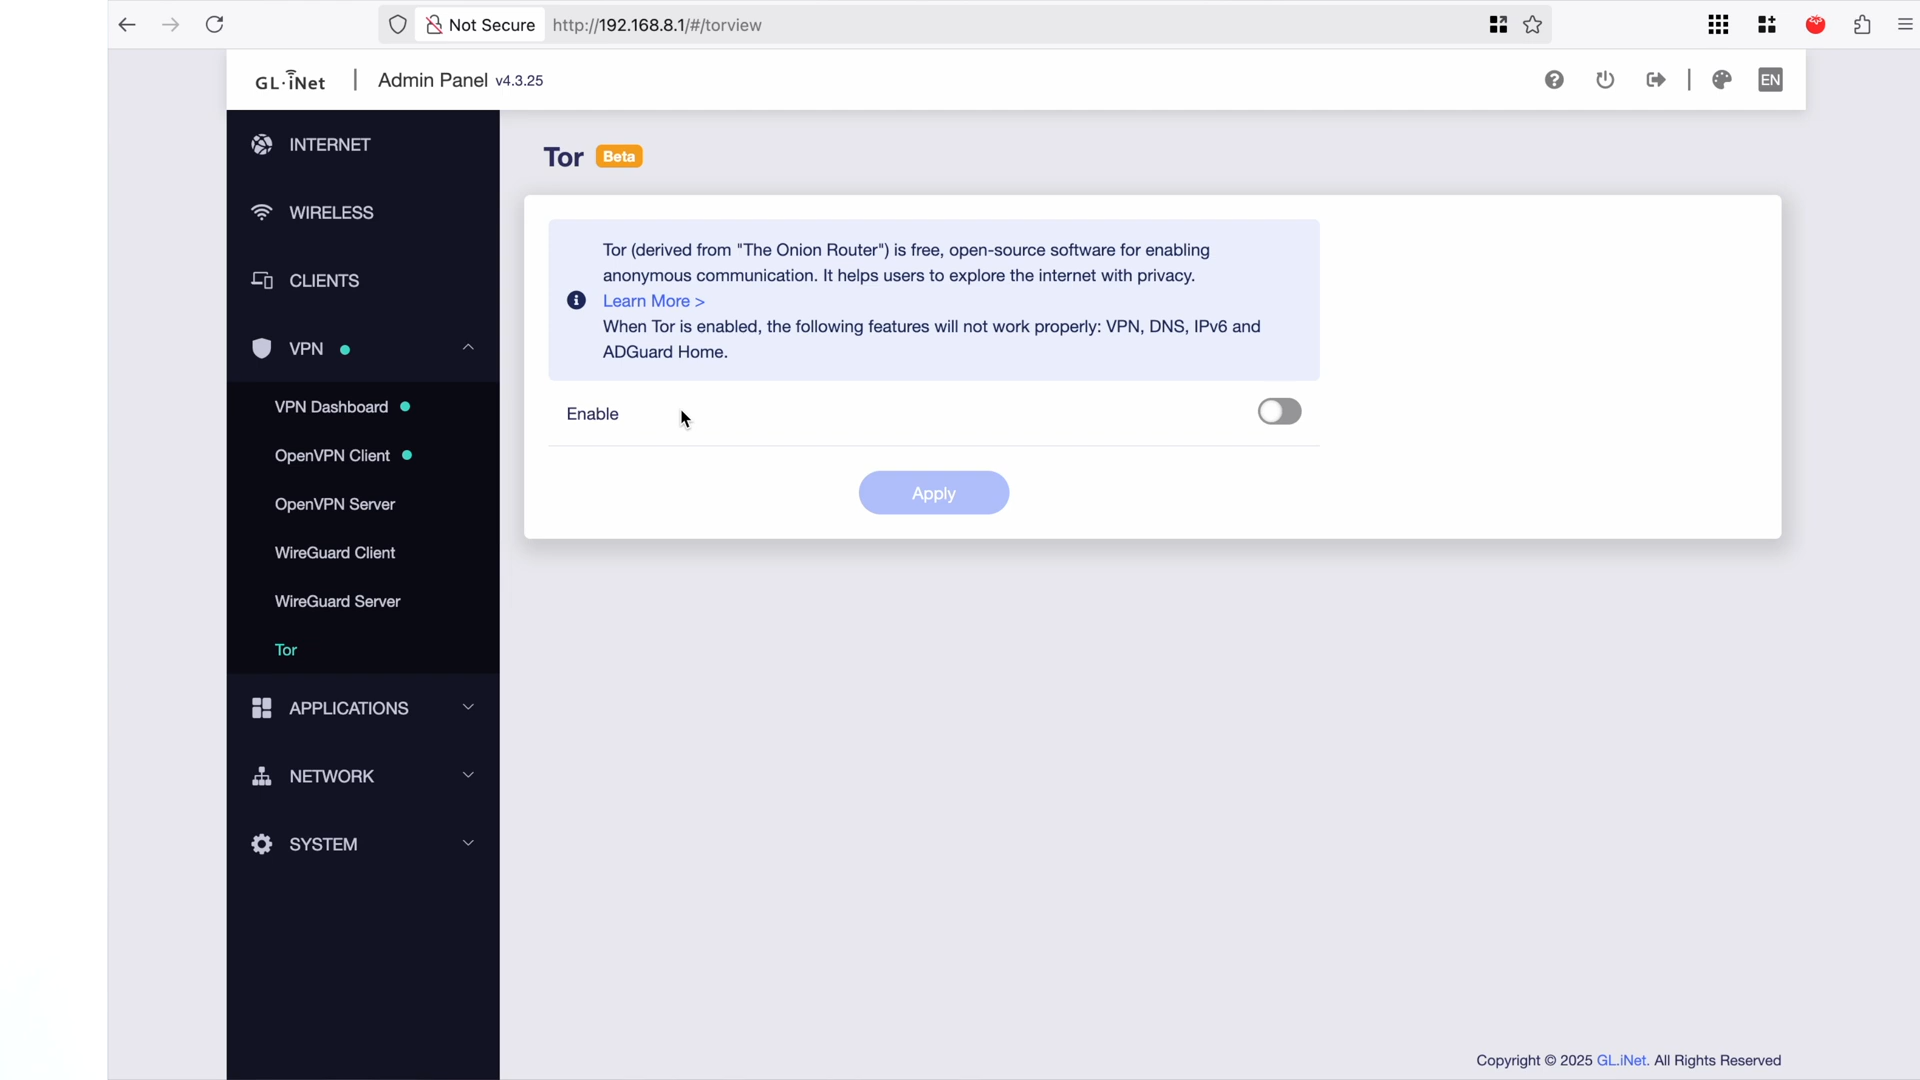 Not Secure
http://192.168.8.1/#/torview
GL·iNet | Admin Panel v4.3.25
EN
INTERNET
WIRELESS
CLIENTS
VPN
VPN Dashboard
OpenVPN Client
OpenVPN Server
WireGuard Client
WireGuard Server
Tor
APPLICATIONS
NETWORK
SYSTEM
Tor Beta
Tor (derived from "The Onion Router") is free, open-source software for enabling
anonymous communication. It helps users to explore the internet with privacy.
Learn More >
When Tor is enabled, the following features will not work properly: VPN, DNS, IPv6 and
ADGuard Home.
Enable
Apply
Copyright © 2025 GL.iNet. All Rights Reserved